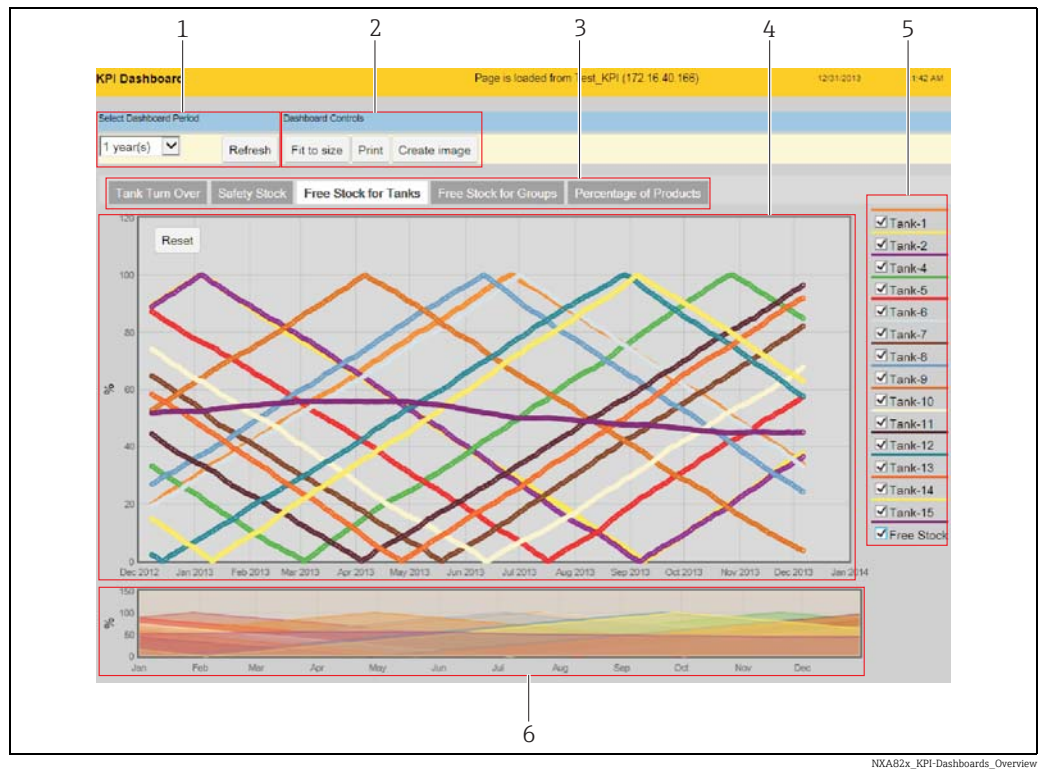 1 2 3 4 5
KPI Dashboard Page is loaded from Test_KPI (172.16.40.166) 12/31/2013 1:42 AM
Select Dashboard Period Dashboard Controls
1 year(s) Refresh Fit to size Print Create image
Tank Turn Over Safety Stock Free Stock for Tanks Free Stock for Groups Percentage of Products
Reset
120
100
80
60
40
20
0
%
Dec 2012 Jan 2013 Feb 2013 Mar 2013 Apr 2013 May 2013 Jun 2013 Jul 2013 Aug 2013 Sep 2013 Oct 2013 Nov 2013 Dec 2013 Jan 2014
Tank-1
Tank-2
Tank-4
Tank-5
Tank-6
Tank-7
Tank-8
Tank-9
Tank-10
Tank-11
Tank-12
Tank-13
Tank-14
Tank-15
Free Stock
150
100
50
0
%
Jan Feb Mar Apr May Jun Jul Aug Sep Oct Nov Dec
6
NXA82x_KPI-Dashboards_Overview